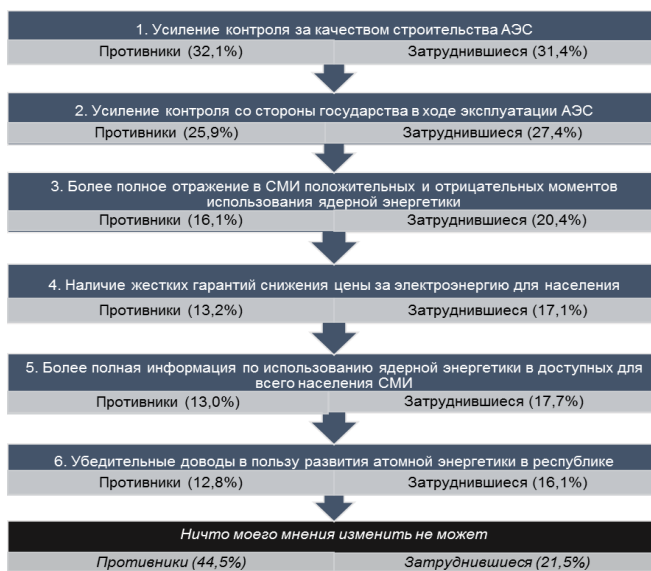 1. Усиление контроля за качеством строительства АЭС
Противники (32,1%) Затруднившиеся (31,4%)
2. Усиление контроля со стороны государства в ходе эксплуатации АЭС
Противники (25,9%) Затруднившиеся (27,4%)
3. Более полное отражение в СМИ положительных и отрицательных моментов
использования ядерной энергетики
Противники (16,1%) Затруднившиеся (20,4%)
4. Наличие жестких гарантий снижения цены за электроэнергию для населения
Противники (13,2%) Затруднившиеся (17,1%)
5. Более полная информация по использованию ядерной энергетики в доступных для
всего населения СМИ
Противники (13,0%) Затруднившиеся (17,7%)
6. Убедительные доводы в пользу развития атомной энергетики в республике
Противники (12,8%) Затруднившиеся (16,1%)
Ничто моего мнения изменить не может
Противники (44,5%) Затруднившиеся (21,5%)